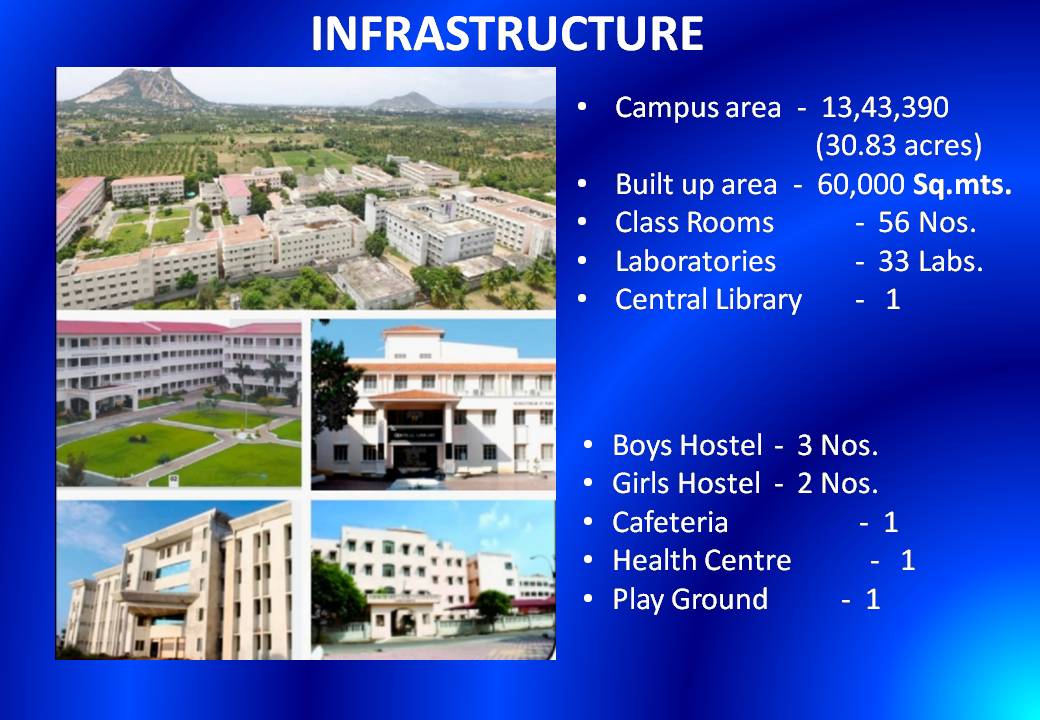 INFRASTRUCTURE
• Campus area - 13,43,390
(30.83 acres)
• Built up area - 60,000 Sq.mts.
• Class Rooms - 56 Nos.
• Laboratories - 33 Labs.
• Central Library - 1
• Boys Hostel - 3 Nos.
• Girls Hostel - 2 Nos.
• Cafeteria - 1
• Health Centre - 1
• Play Ground - 1
02